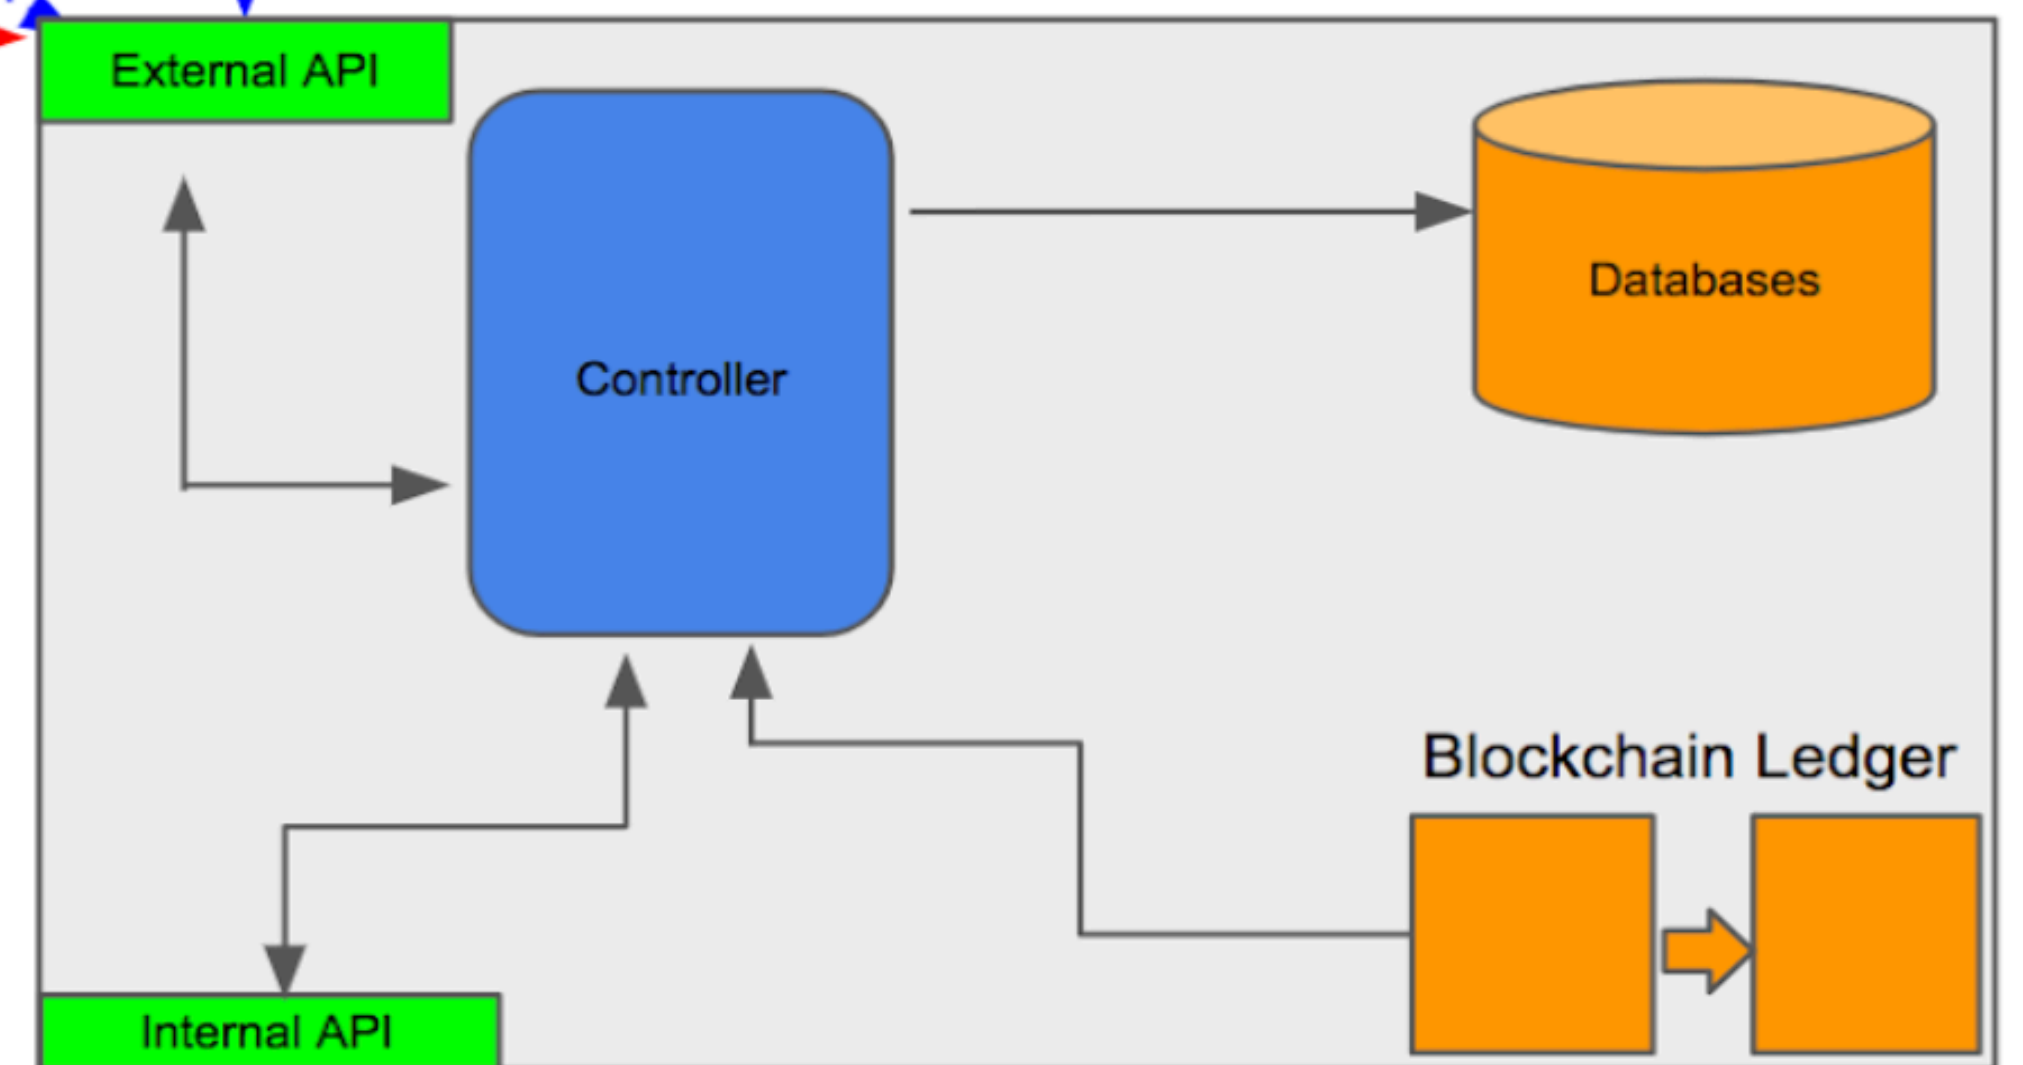 External API
Controller
Databases
Blockchain Ledger
Internal API